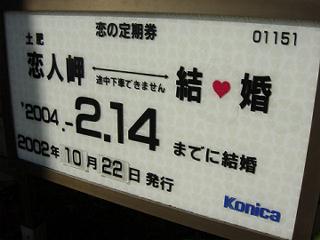 恋の定期券
01151
土肥
恋人岬 ←→ 結♥婚
途中下車できません
'2004.-2.14 までに結婚
2002年10月22日発行
Konica